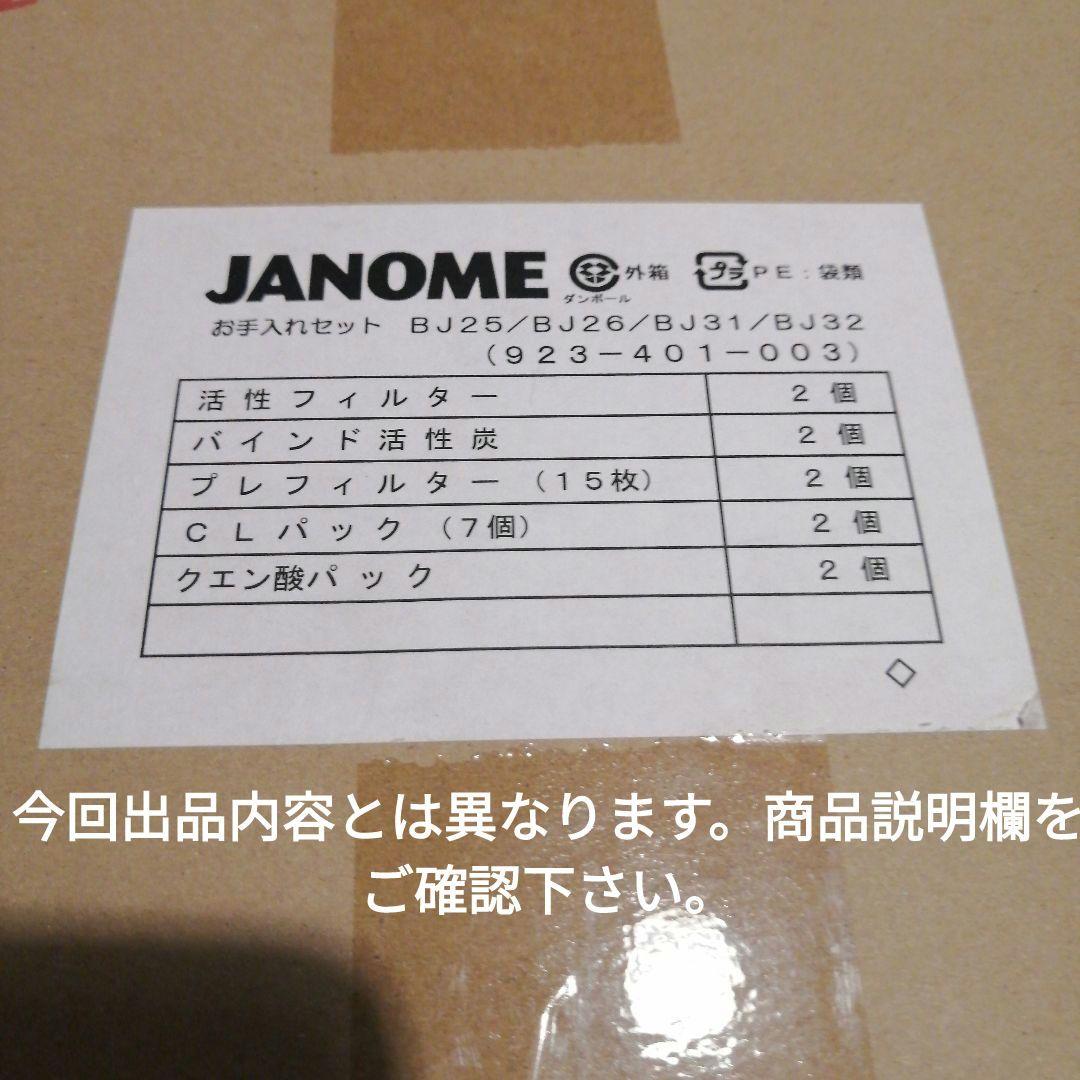 JANOME 外箱 プラ PE:袋類
ダンボール
お手入れセット BJ25/BJ26/BJ31/BJ32
(923-401-003)
活性フィルター 2個
バインド活性炭 2個
プレフィルター (15枚) 2個
CLパック (7個) 2個
クエン酸パック 2個
今回出品内容とは異なります。商品説明欄を
ご確認下さい。